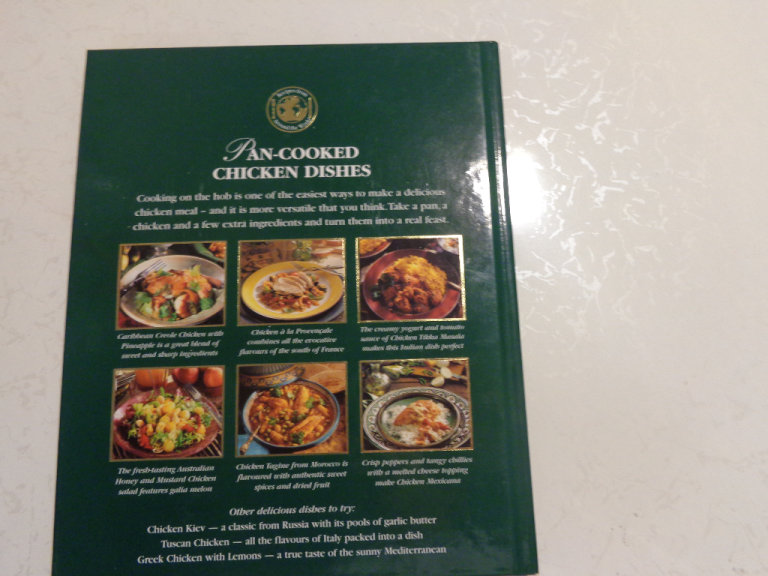 Recipes from
Around the World
PAN-COOKED
CHICKEN DISHES
Cooking on the hob is one of the easiest ways to make a delicious
chicken meal – and it is more versatile that you think. Take a pan, a
chicken and a few extra ingredients and turn them into a real feast.
Caribbean Creole Chicken with
Pineapple is a great blend of
sweet and sharp ingredients
Chicken à la Provençale
combines all the evocative
flavours of the south of France
The creamy yogurt and tomato
sauce of Chicken Tikka Masala
makes this Indian dish perfect
The fresh-tasting Australian
Honey and Mustard Chicken
salad features galia melon
Chicken Tagine from Morocco is
flavoured with authentic sweet
spices and dried fruit
Crisp peppers and tangy chillies
with a melted cheese topping
make Chicken Mexicana
Other delicious dishes to try:
Chicken Kiev — a classic from Russia with its pools of garlic butter
Tuscan Chicken — all the flavours of Italy packed into a dish
Greek Chicken with Lemons — a true taste of the sunny Mediterranean